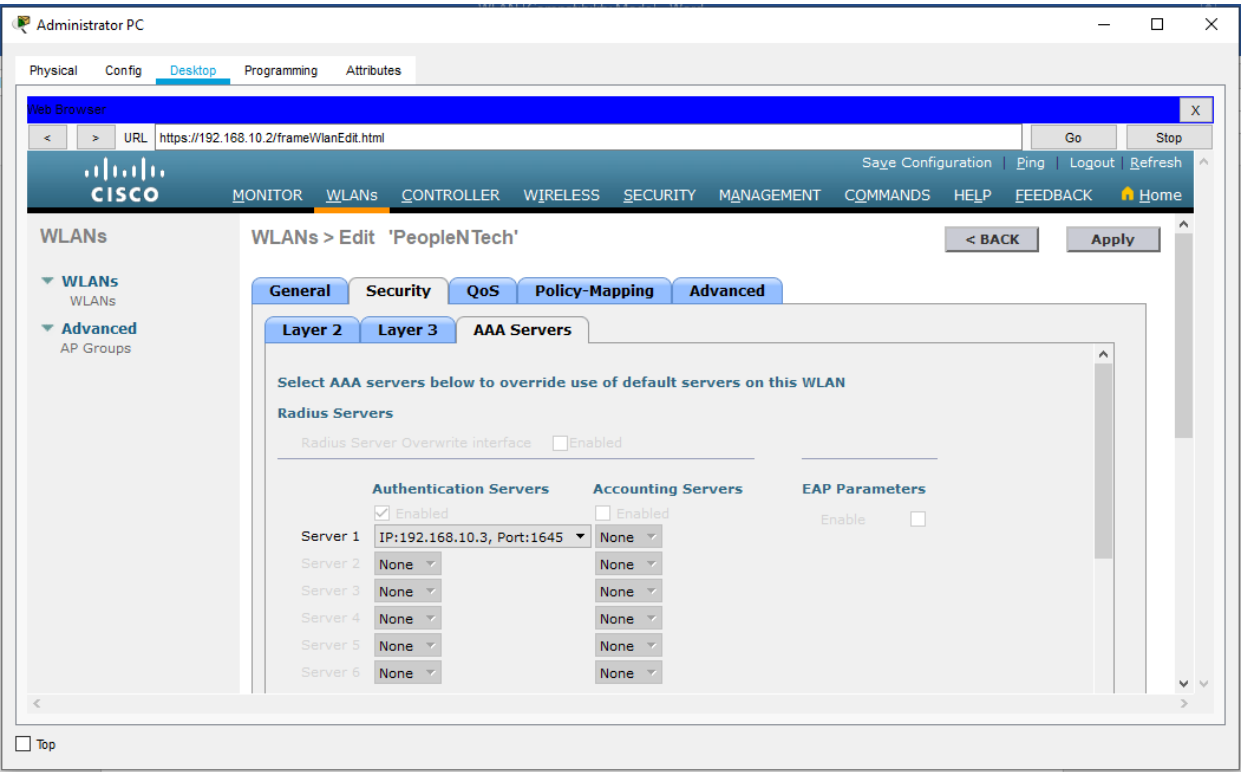 Administrator PC
Physical Config Desktop Programming Attributes
Web Browser X
< > URL https://192.168.10.2/frameWlanEdit.html Go Stop
Save Configuration | Ping | Logout | Refresh
CISCO MONITOR WLANs CONTROLLER WIRELESS SECURITY MANAGEMENT COMMANDS HELP FEEDBACK Home
WLANs
WLANs
WLANs
Advanced
AP Groups
WLANs > Edit 'PeopleNTech' < BACK Apply
General Security QoS Policy-Mapping Advanced
Layer 2 Layer 3 AAA Servers
Select AAA servers below to override use of default servers on this WLAN
Radius Servers
Radius Server Overwrite interface Enabled
Authentication Servers Accounting Servers EAP Parameters
Enabled Enabled Enable
Server 1 IP:192.168.10.3, Port:1645 None
Server 2 None None
Server 3 None None
Server 4 None None
Server 5 None None
Server 6 None None
Top